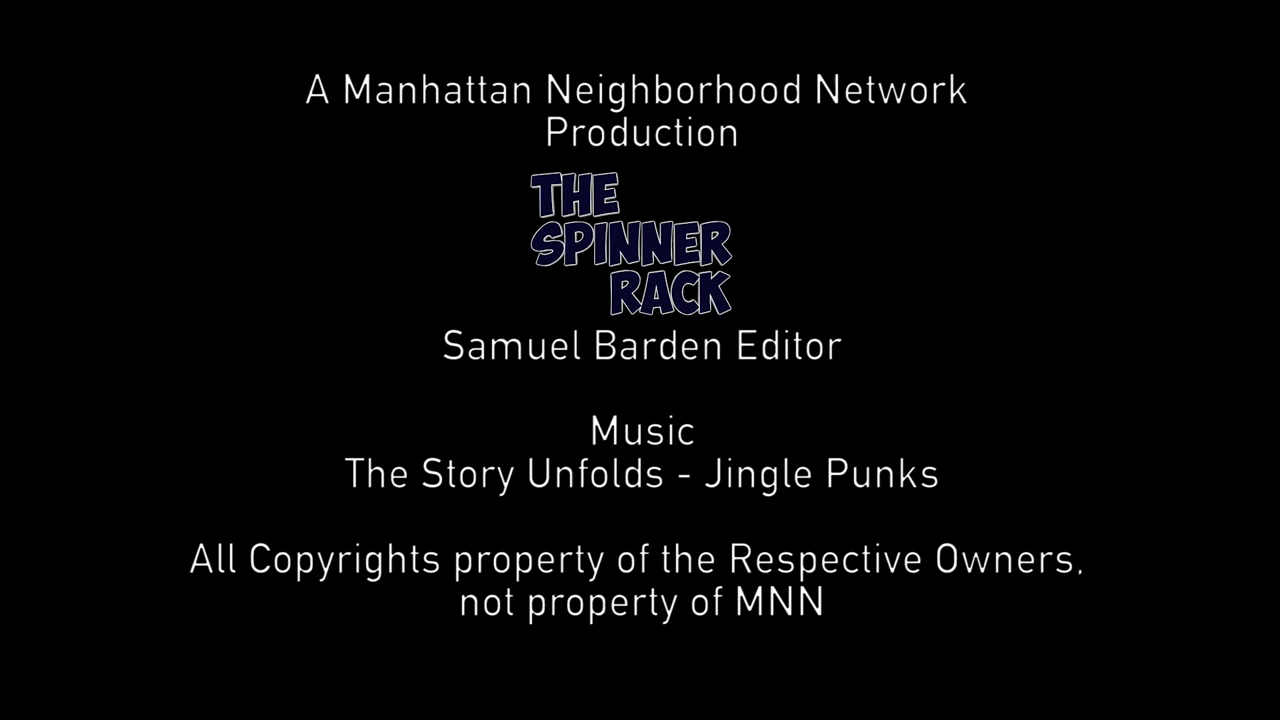 A Manhattan Neighborhood Network
Production
THE
SPINNER
RACK
Samuel Barden Editor
Music
The Story Unfolds - Jingle Punks
All Copyrights property of the Respective Owners,
not property of MNN